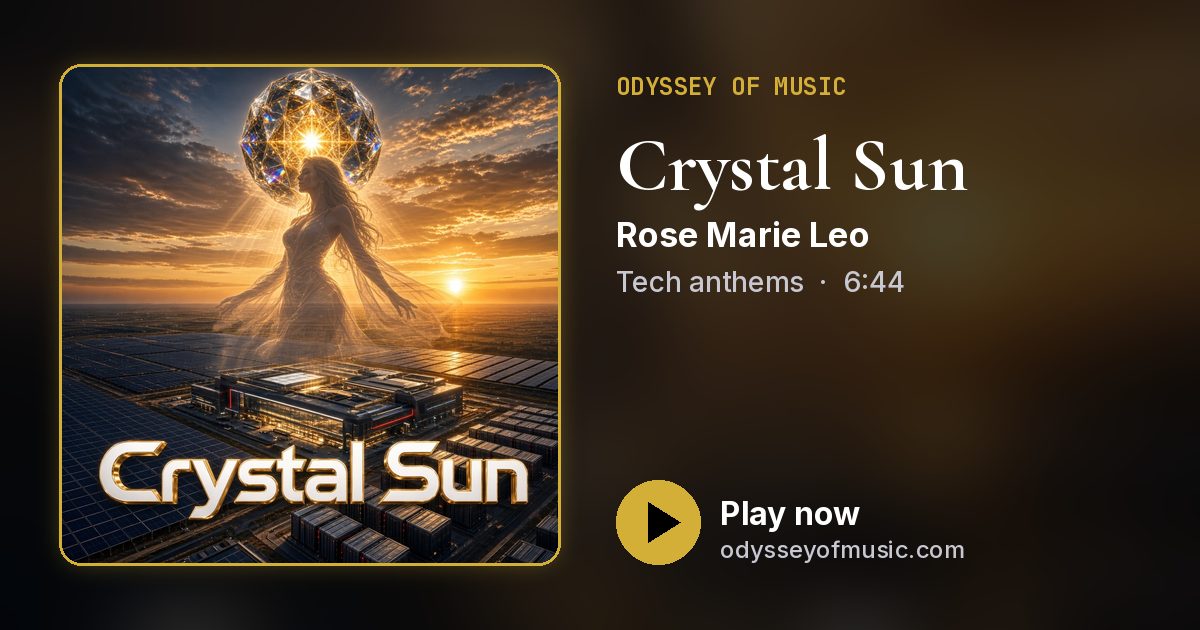 Crystal Sun
ODYSSEY OF MUSIC
Crystal Sun
Rose Marie Leo
Tech anthems · 6:44
Play now
odysseyofmusic.com